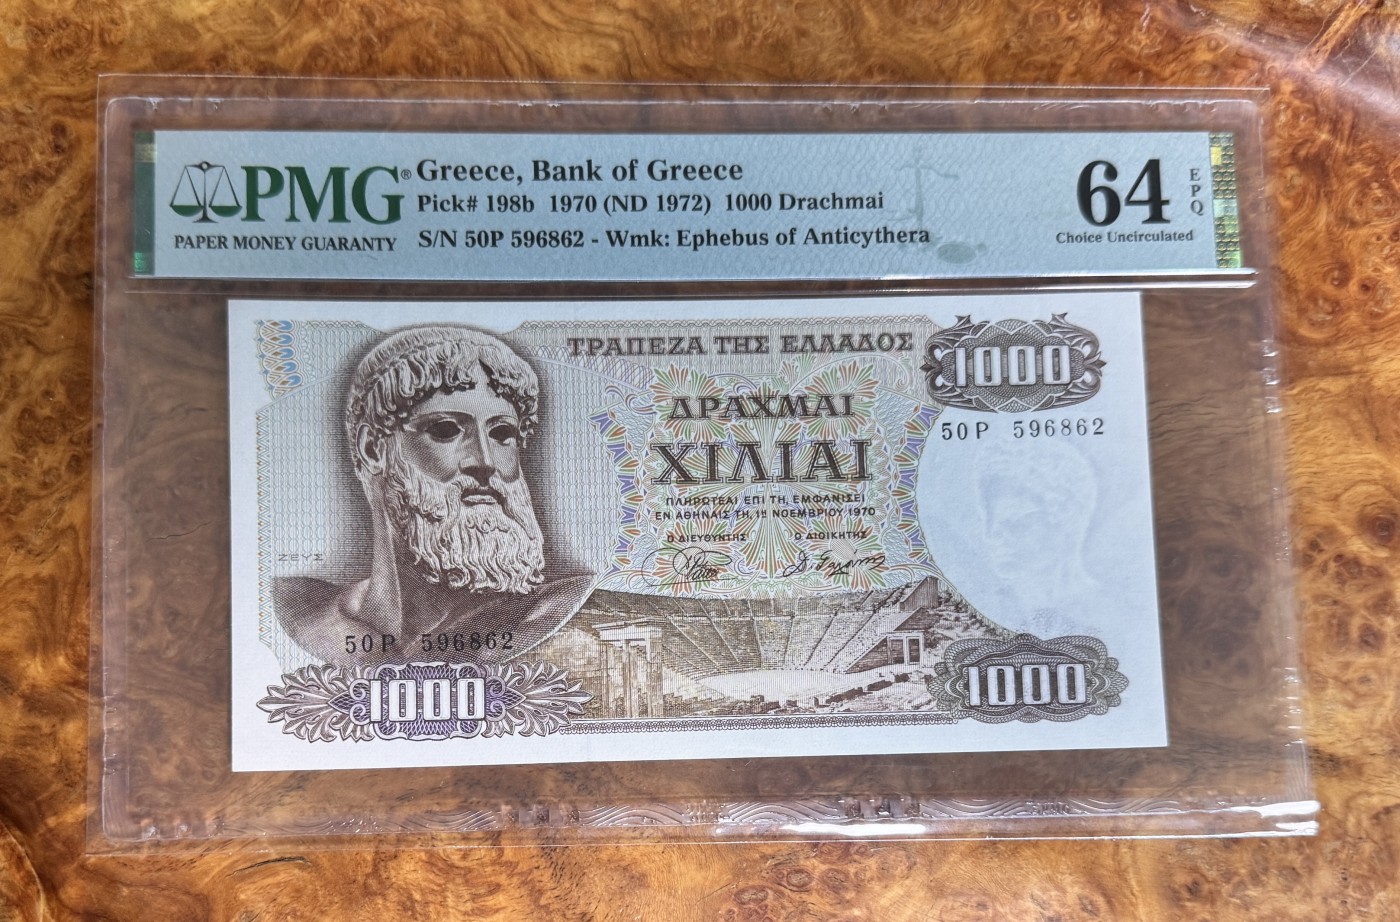 PMG®
PAPER MONEY GUARANTY
Greece, Bank of Greece
Pick# 198b 1970 (ND 1972) 1000 Drachmai
S/N 50P 596862 - Wmk: Ephebus of Anticythera
64
EPQ
Choice Uncirculated
ΤΡΑΠΕΖΑ ΤΗΣ ΕΛΛΑΔΟΣ
1000
ΔΡΑΧΜΑΙ
50P 596862
ΧΙΛΙΑΙ
ΠΛΗΡΩΤΕΑΙ ΕΠΙ ΤΗ, ΕΜΦΑΝΙΣΕΙ
ΕΝ ΑΘΗΝΑΙΣ ΤΗ, 1ῃ ΝΟΕΜΒΡΙΟΥ 1970
Ο ΔΙΕΥΘΥΝΤΗΣ Ο ΔΙΟΙΚΗΤΗΣ
ΖΕΥΣ
50P 596862
1000
1000